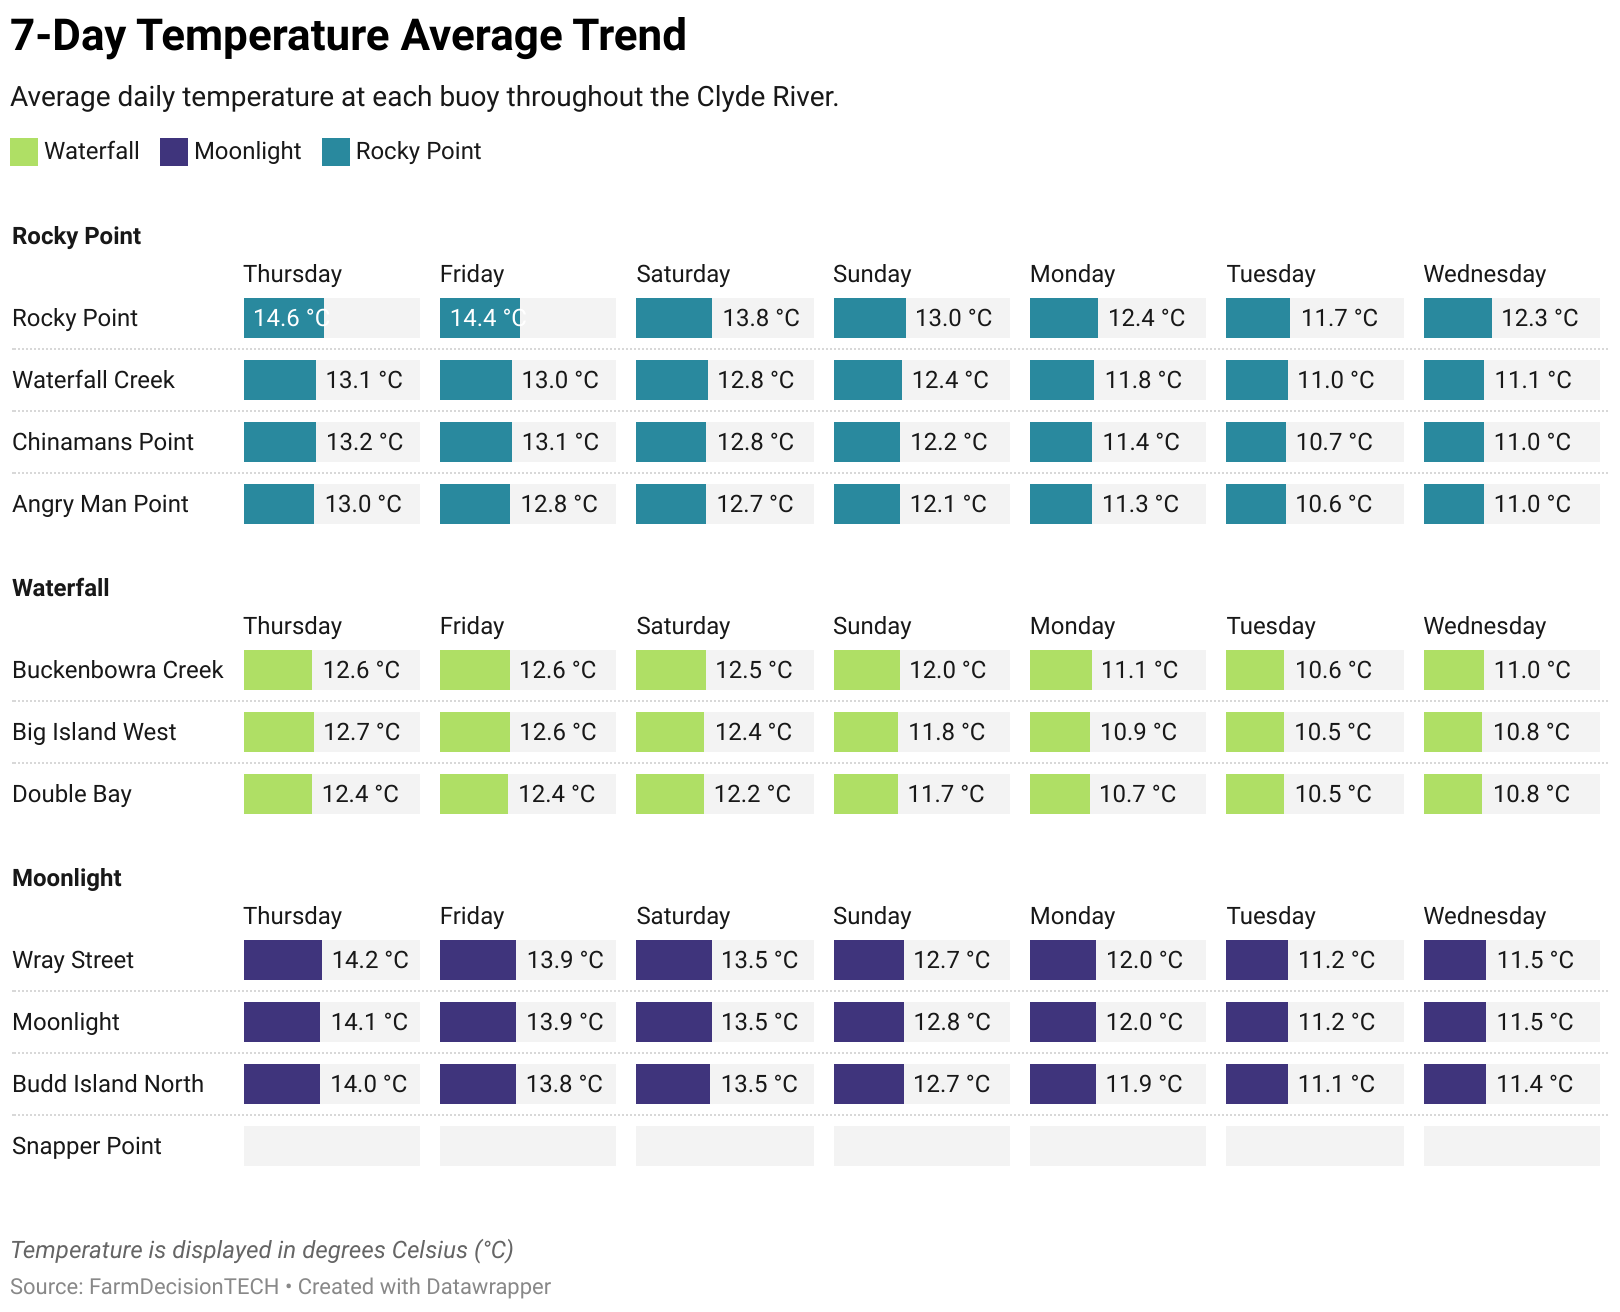 7-Day Temperature Average Trend
Average daily temperature at each buoy throughout the Clyde River.
Waterfall Moonlight Rocky Point
Rocky Point
Thursday Friday Saturday Sunday Monday Tuesday Wednesday
Rocky Point 14.6 °C 14.4 °C 13.8 °C 13.0 °C 12.4 °C 11.7 °C 12.3 °C
Waterfall Creek 13.1 °C 13.0 °C 12.8 °C 12.4 °C 11.8 °C 11.0 °C 11.1 °C
Chinamans Point 13.2 °C 13.1 °C 12.8 °C 12.2 °C 11.4 °C 10.7 °C 11.0 °C
Angry Man Point 13.0 °C 12.8 °C 12.7 °C 12.1 °C 11.3 °C 10.6 °C 11.0 °C
Waterfall
Thursday Friday Saturday Sunday Monday Tuesday Wednesday
Buckenbowra Creek 12.6 °C 12.6 °C 12.5 °C 12.0 °C 11.1 °C 10.6 °C 11.0 °C
Big Island West 12.7 °C 12.6 °C 12.4 °C 11.8 °C 10.9 °C 10.5 °C 10.8 °C
Double Bay 12.4 °C 12.4 °C 12.2 °C 11.7 °C 10.7 °C 10.5 °C 10.8 °C
Moonlight
Thursday Friday Saturday Sunday Monday Tuesday Wednesday
Wray Street 14.2 °C 13.9 °C 13.5 °C 12.7 °C 12.0 °C 11.2 °C 11.5 °C
Moonlight 14.1 °C 13.9 °C 13.5 °C 12.8 °C 12.0 °C 11.2 °C 11.5 °C
Budd Island North 14.0 °C 13.8 °C 13.5 °C 12.7 °C 11.9 °C 11.1 °C 11.4 °C
Snapper Point
Temperature is displayed in degrees Celsius (°C)
Source: FarmDecisionTECH • Created with Datawrapper